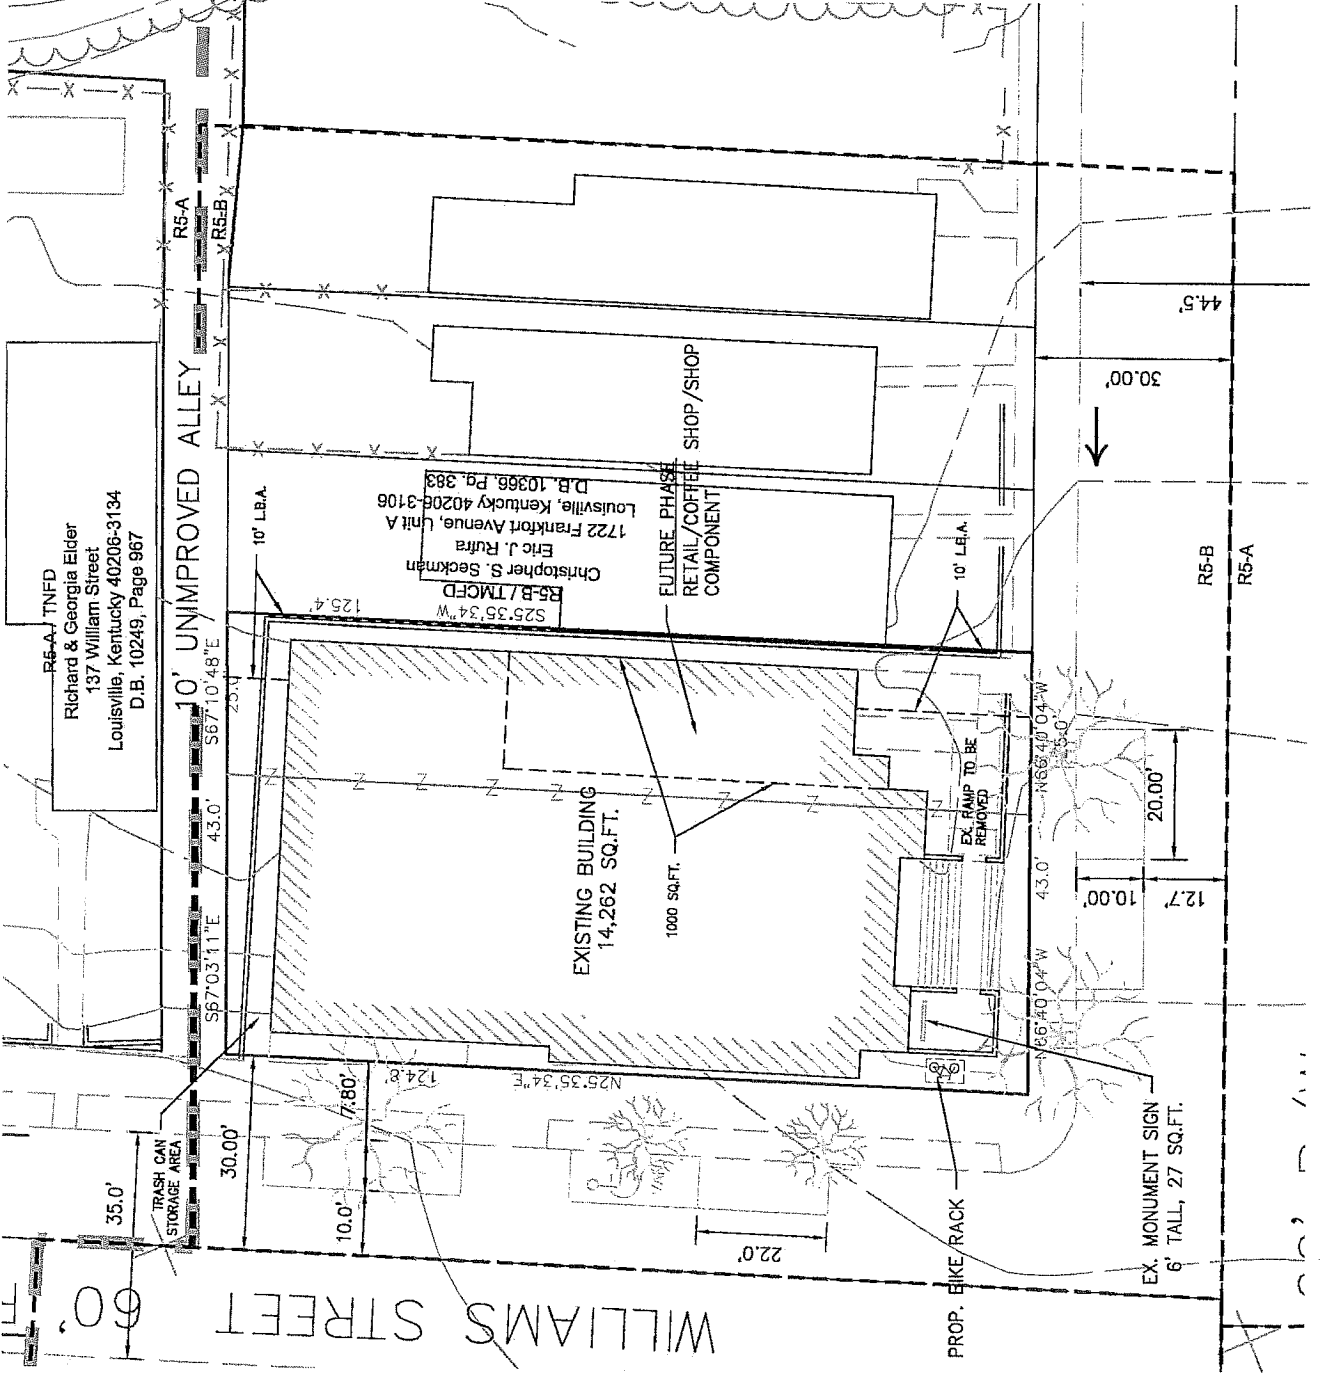 R5-A / TNFD
Richard & Georgia Elder
137 William Street
Louisville, Kentucky 40206-3134
D.B. 10249, Page 967
10' UNIMPROVED ALLEY
R5-A
R5-B
S67°10'48"E
25.0'
43.0'
S67°03'11"E
10' L.B.A.
125.4'
S25°35'34"W
R5-B / TMCFD
Christopher S. Seckman
Eric J. Rufra
1722 Frankfort Avenue, Unit A
Louisville, Kentucky 40206-3106
D.B. 10366, Pg. 383
FUTURE PHASE
RETAIL/COFFEE SHOP/SHOP
COMPONENT
EXISTING BUILDING
14,262 SQ.FT.
1000 SQ.FT.
10' L.B.A.
EX. RAMP TO BE
REMOVED
N66°40'04"W
25.0'
43.0'
N66°40'04"W
44.5'
30.00'
R5-B
R5-A
20.00'
10.00'
12.7'
124.8'
N25°35'34"E
7.80'
30.00'
10.0'
35.0'
TRASH CAN
STORAGE AREA
22.0'
PROP. BIKE RACK
EX. MONUMENT SIGN
6' TALL, 27 SQ.FT.
WILLIAMS STREET
60'